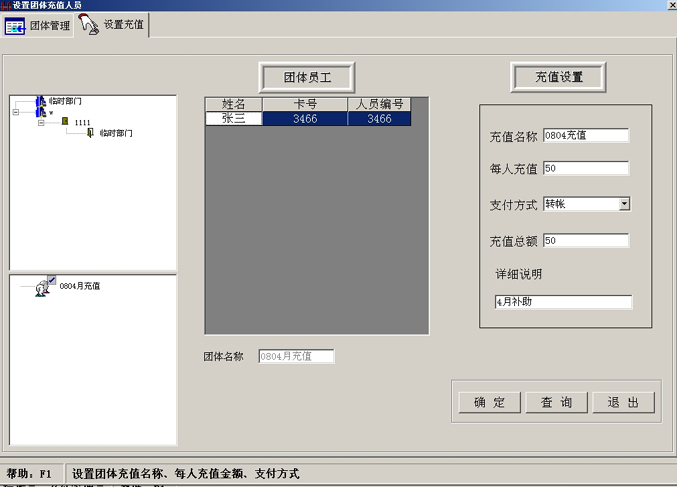 设置团体充值人员
团体管理 设置充值
团体员工
充值设置
临时部门
w
1111
临时部门
姓名 卡号 人员编号
张三 3466 3466
充值名称 0804充值
每人充值 50
支付方式 转帐
充值总额 50
详细说明
4月补助
0804月充值
团体名称 0804月充值
确 定 查 询 退 出
帮助：F1 设置团体充值名称、每人充值金额、支付方式